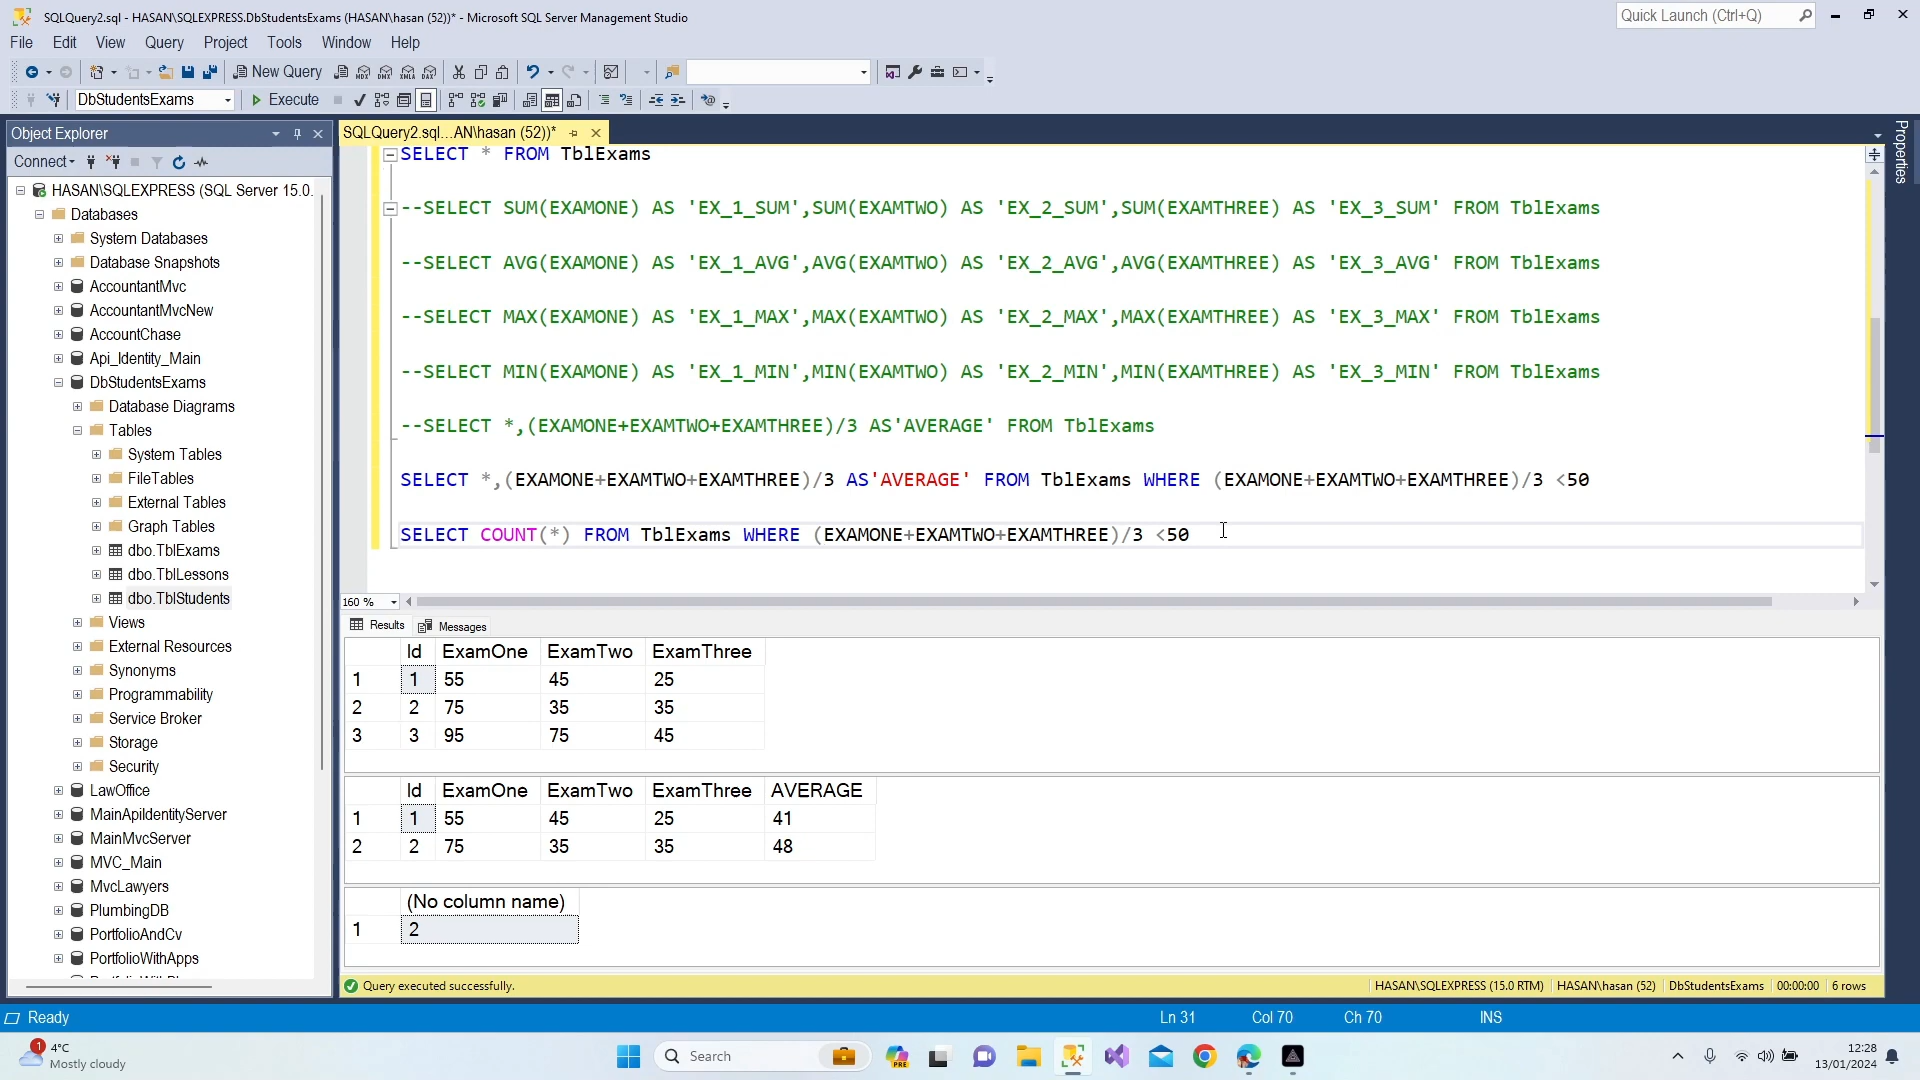 SQLQuery2.sql - HASAN\SQLEXPRESS.DbStudentsExams (HASAN\hasan (52))* - Microsoft SQL Server Management Studio
Quick Launch (Ctrl+Q)
File Edit View Query Project Tools Window Help
New Query
DbStudentsExams
Execute
Object Explorer
SQLQuery2.sql...AN\hasan (52))*
Properties
Connect
HASAN\SQLEXPRESS (SQL Server 15.0.
Databases
System Databases
Database Snapshots
AccountantMvc
AccountantMvcNew
AccountChase
Api_Identity_Main
DbStudentsExams
Database Diagrams
Tables
System Tables
FileTables
External Tables
Graph Tables
dbo.TblExams
dbo.TblLessons
dbo.TblStudents
Views
External Resources
Synonyms
Programmability
Service Broker
Storage
Security
LawOffice
MainApiIdentityServer
MainMvcServer
MVC_Main
MvcLawyers
PlumbingDB
PortfolioAndCv
PortfolioWithApps
SELECT * FROM TblExams
--SELECT SUM(EXAMONE) AS 'EX_1_SUM',SUM(EXAMTWO) AS 'EX_2_SUM',SUM(EXAMTHREE) AS 'EX_3_SUM' FROM TblExams
--SELECT AVG(EXAMONE) AS 'EX_1_AVG',AVG(EXAMTWO) AS 'EX_2_AVG',AVG(EXAMTHREE) AS 'EX_3_AVG' FROM TblExams
--SELECT MAX(EXAMONE) AS 'EX_1_MAX',MAX(EXAMTWO) AS 'EX_2_MAX',MAX(EXAMTHREE) AS 'EX_3_MAX' FROM TblExams
--SELECT MIN(EXAMONE) AS 'EX_1_MIN',MIN(EXAMTWO) AS 'EX_2_MIN',MIN(EXAMTHREE) AS 'EX_3_MIN' FROM TblExams
--SELECT *,(EXAMONE+EXAMTWO+EXAMTHREE)/3 AS'AVERAGE' FROM TblExams
SELECT *,(EXAMONE+EXAMTWO+EXAMTHREE)/3 AS'AVERAGE' FROM TblExams WHERE (EXAMONE+EXAMTWO+EXAMTHREE)/3 <50
SELECT COUNT(*) FROM TblExams WHERE (EXAMONE+EXAMTWO+EXAMTHREE)/3 <50
160 %
Results Messages
Id ExamOne ExamTwo ExamThree
1 1 55 45 25
2 2 75 35 35
3 3 95 75 45
Id ExamOne ExamTwo ExamThree AVERAGE
1 1 55 45 25 41
2 2 75 35 35 48
(No column name)
1 2
Query executed successfully.
HASAN\SQLEXPRESS (15.0 RTM) HASAN\hasan (52) DbStudentsExams 00:00:00 6 rows
Ready
Ln 31 Col 70 Ch 70 INS
1
4°C
Mostly cloudy
Search
PRE
12:28
13/01/2024